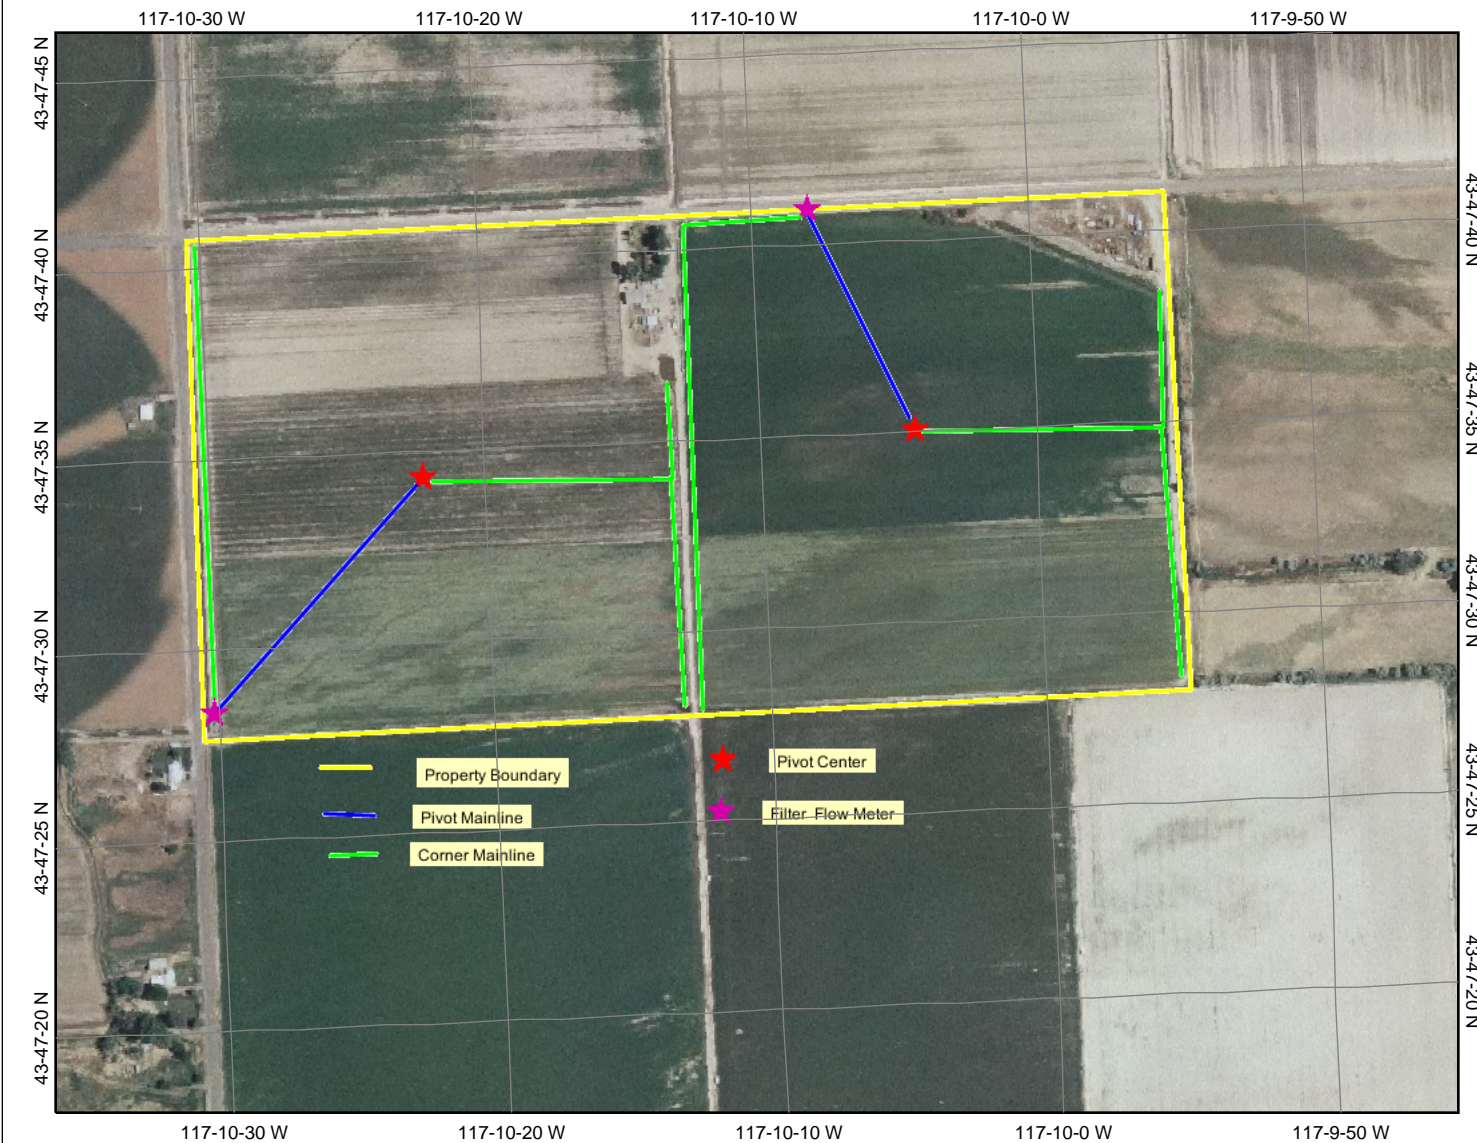 117-10-30 W
117-10-20 W
117-10-10 W
117-10-0 W
117-9-50 W
43-47-45 N
43-47-40 N
43-47-35 N
43-47-30 N
43-47-25 N
43-47-20 N
43-47-40 N
43-47-35 N
43-47-30 N
43-47-25 N
43-47-20 N
Property Boundary
Pivot Mainline
Corner Mainline
Pivot Center
Filter Flow Meter
117-10-30 W
117-10-20 W
117-10-10 W
117-10-0 W
117-9-50 W